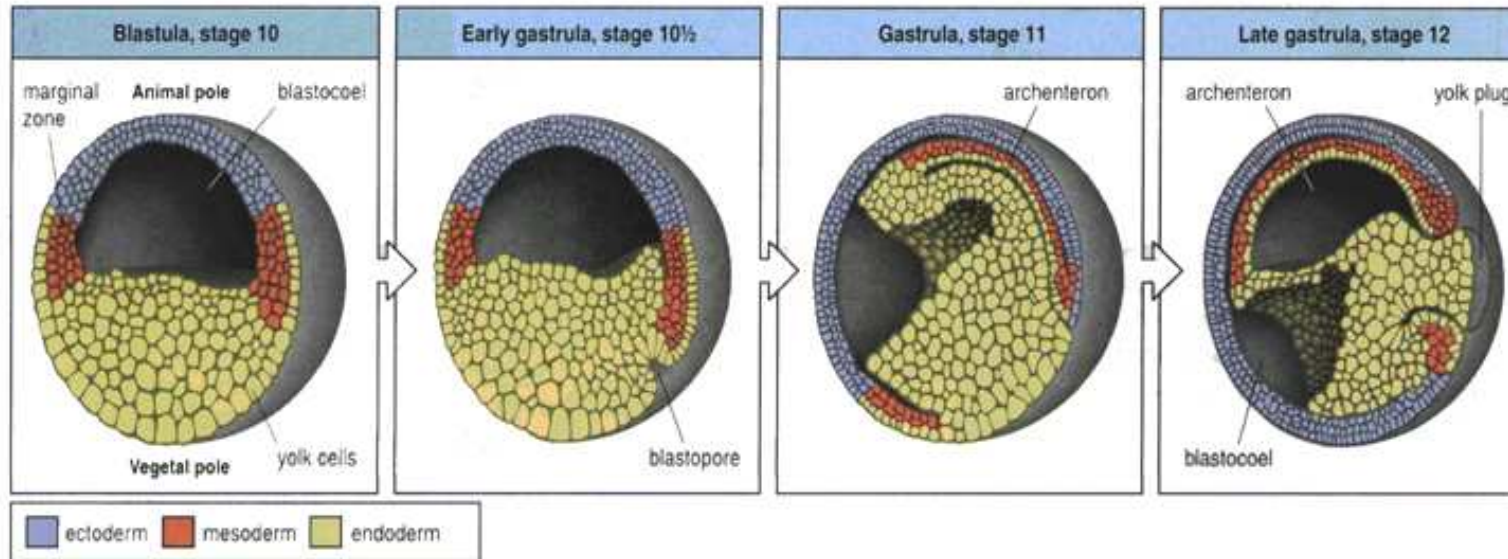 Blastula, stage 10
marginal
zone
Animal pole
blastocoel
Vegetal pole
yolk cells
Early gastrula, stage 10½
blastopore
Gastrula, stage 11
archenteron
Late gastrula, stage 12
archenteron
yolk plug
blastocoel
ectoderm
mesoderm
endoderm